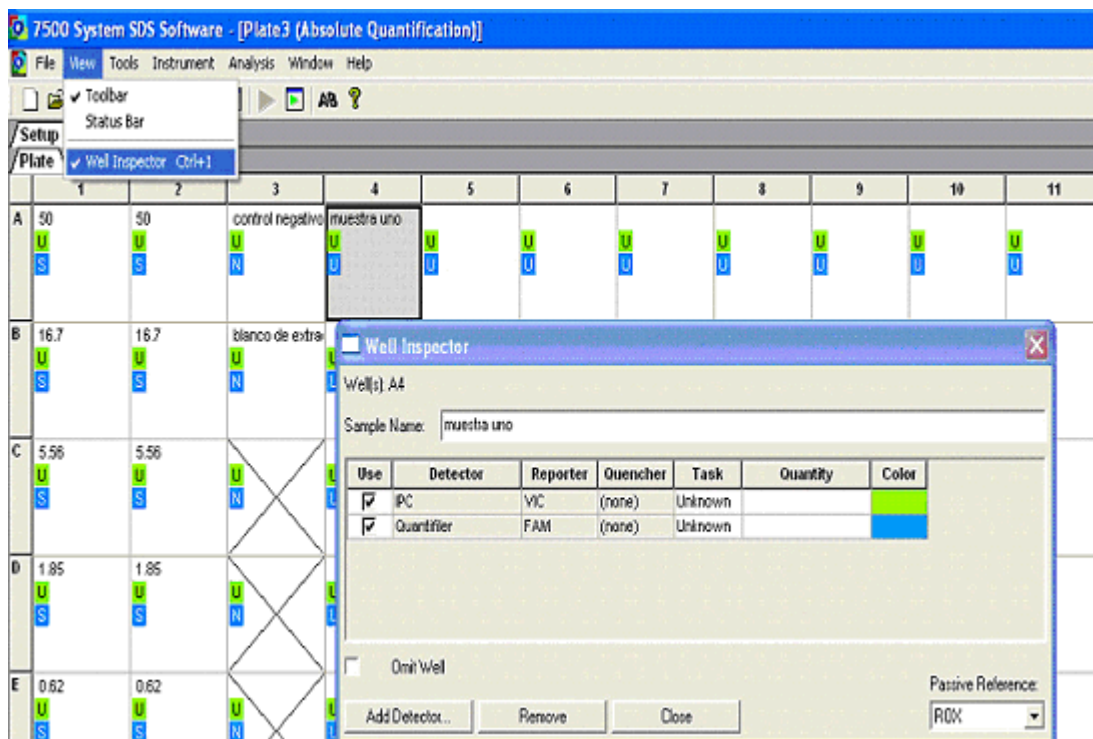 7500 System SDS Software - [Plate3 (Absolute Quantification)]
File View Tools Instrument Analysis Window Help
✓ Toolbar
Status Bar
✓ Well Inspector Ctrl+1
AB ?
Setup
Plate
1 2 3 4 5 6 7 8 9 10 11
A 50 50 control negativo muestra uno
U U U U U U U U U U U
S S N U U U U U U U U
B 16.7 16.7 blanco de extra
U U U
S S N
C 5.56 5.56
U U U
S S N
D 1.85 1.85
U U U
S S N
E 0.62 0.62
U U U
S S N
Well Inspector
Well(s): A4
Sample Name: muestra uno
Use Detector Reporter Quencher Task Quantity Color
IPC VIC (none) Unknown
Quantifiler FAM (none) Unknown
Omit Well
Passive Reference:
Add Detector... Remove Close ROX